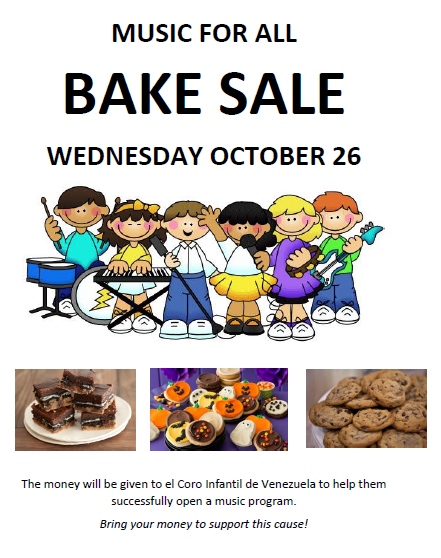 MUSIC FOR ALL
BAKE SALE
WEDNESDAY OCTOBER 26
The money will be given to el Coro Infantil de Venezuela to help them
successfully open a music program.
Bring your money to support this cause!